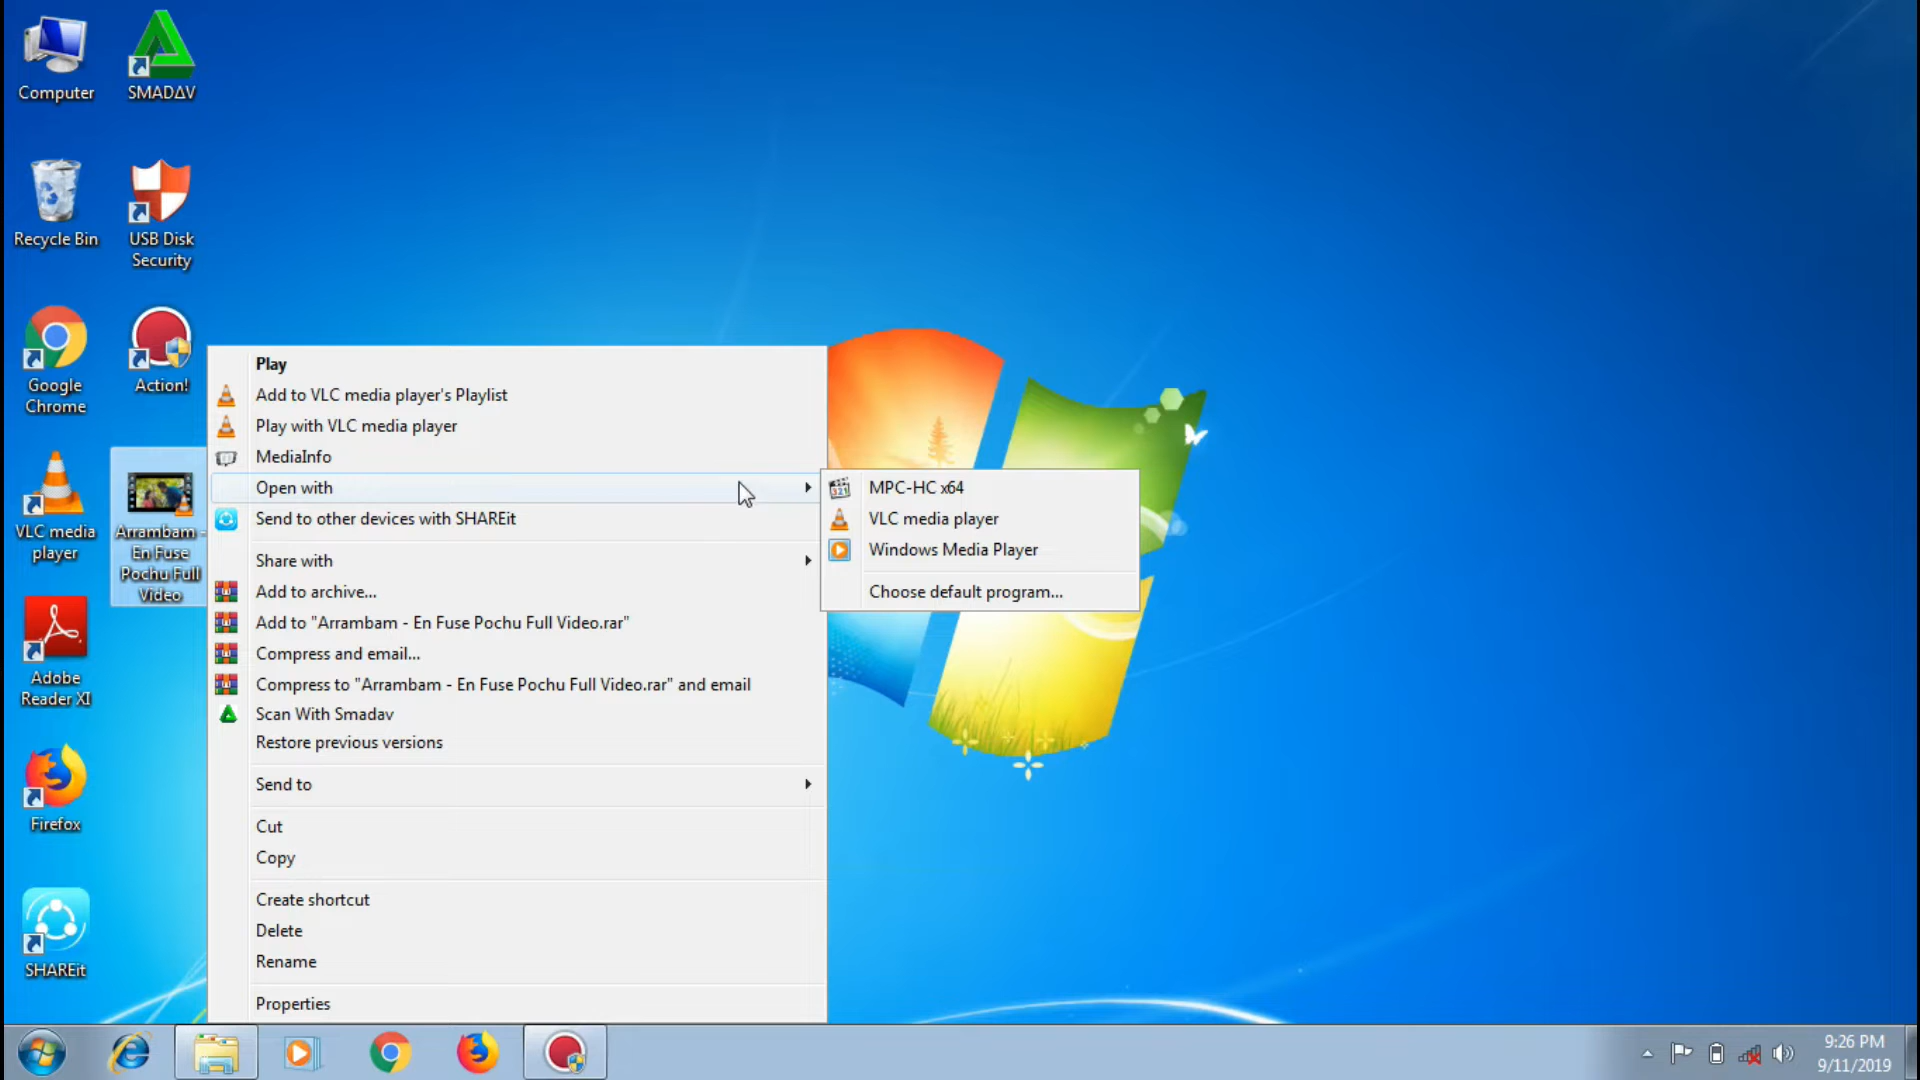 Computer
SMADΔV
Recycle Bin
USB Disk
Security
Google
Chrome
Action!
VLC media
player
Arrambam -
En Fuse
Pochu Full
Video
Adobe
Reader XI
Firefox
SHAREit
Play
Add to VLC media player's Playlist
Play with VLC media player
MediaInfo
Open with
Send to other devices with SHAREit
Share with
Add to archive...
Add to "Arrambam - En Fuse Pochu Full Video.rar"
Compress and email...
Compress to "Arrambam - En Fuse Pochu Full Video.rar" and email
Scan With Smadav
Restore previous versions
Send to
Cut
Copy
Create shortcut
Delete
Rename
Properties
321
MPC-HC x64
VLC media player
Windows Media Player
Choose default program...
9:26 PM
9/11/2019